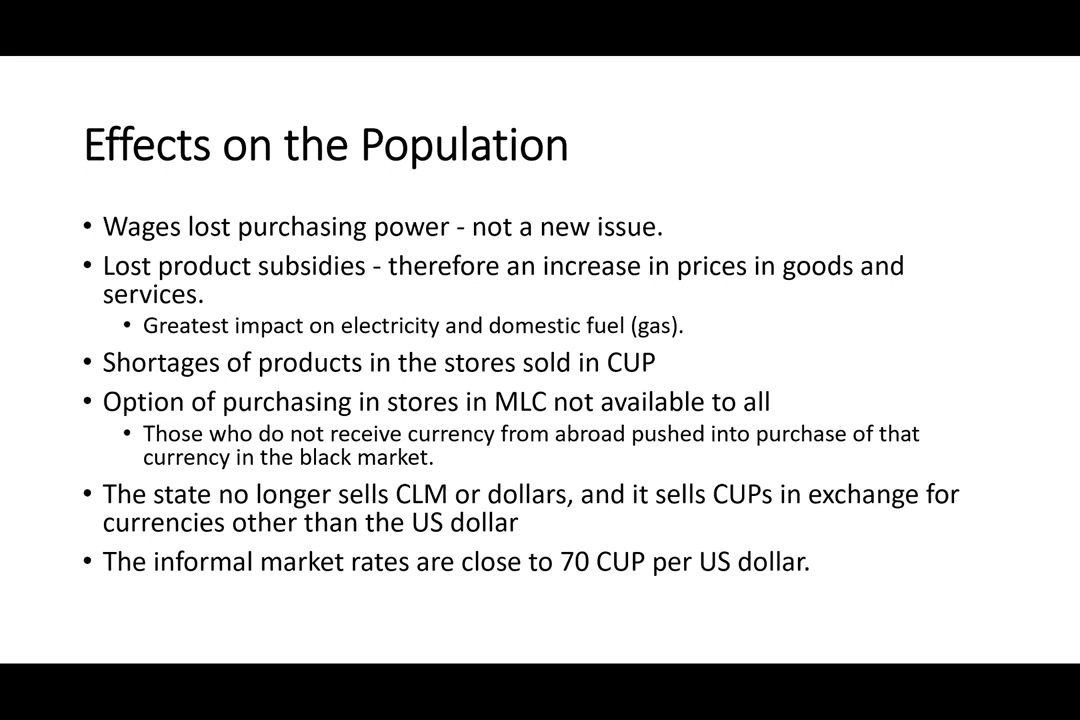 Effects on the Population
• Wages lost purchasing power - not a new issue.
• Lost product subsidies - therefore an increase in prices in goods and
services.
• Greatest impact on electricity and domestic fuel (gas).
• Shortages of products in the stores sold in CUP
• Option of purchasing in stores in MLC not available to all
• Those who do not receive currency from abroad pushed into purchase of that
currency in the black market.
• The state no longer sells CLM or dollars, and it sells CUPs in exchange for
currencies other than the US dollar
• The informal market rates are close to 70 CUP per US dollar.